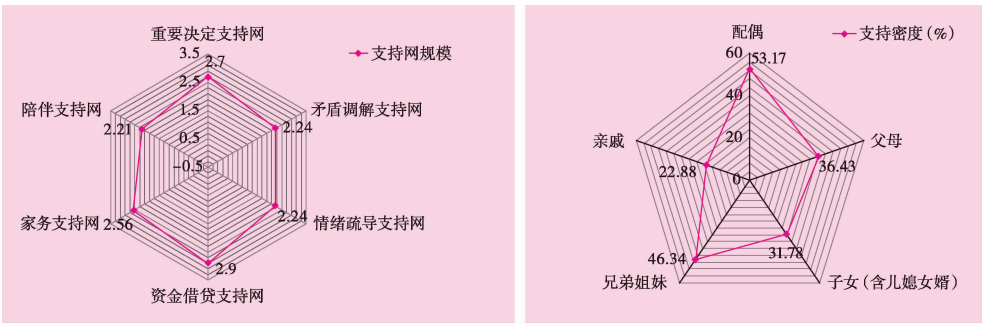 重要决定支持网
3.5
2.7
支持网规模
2.5
陪伴支持网
矛盾调解支持网
1.5
2.21
2.24
0.5
−0.5
家务支持网
2.56
2.24
情绪疏导支持网
2.9
资金借贷支持网
配偶
支持密度(%)
60
53.17
40
亲戚
20
父母
22.88
36.43
0
46.34
31.78
兄弟姐妹
子女(含儿媳女婿)